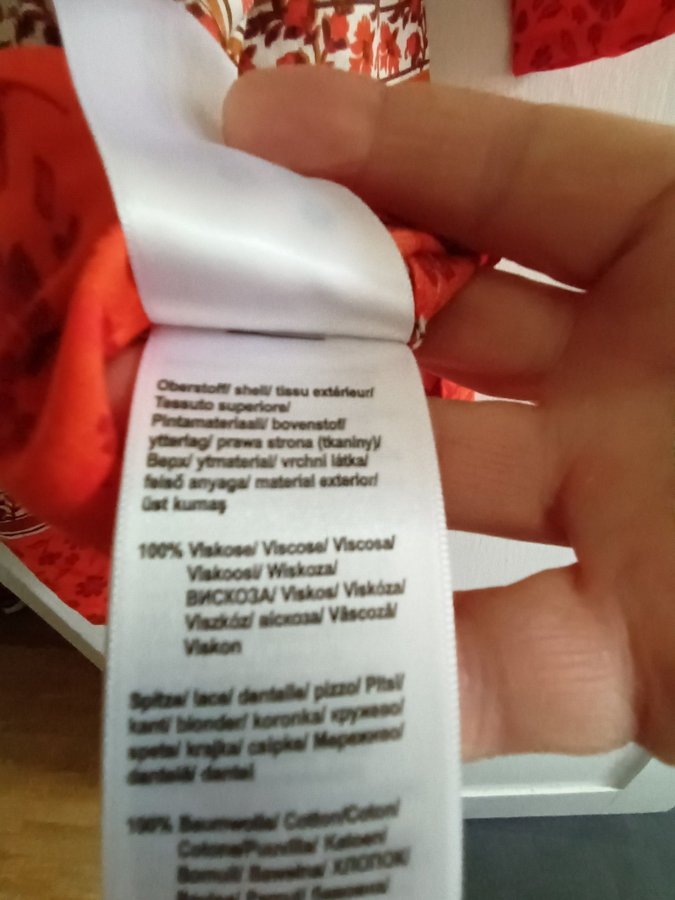 Oberstoff/ shell/ tissu extérieur/
Tessuto superiore/
Pintamateriaali/ bovenstof/
ytterlag/ prawa strona (tkaniny)/
Верх/ ytmaterial/ vrchní látka/
felső anyaga/ material exterior/
üst kumaş
100% Viskose/ Viscose/ Viscosa/
Viskoosi/ Wiskoza/
ВИСКОЗА/ Viskos/ Viskóza/
Viszkóz/ віскоза/ Vâscoză/
Viskon
Spitze/ lace/ dentelle/ pizzo/ Pitsi/
kant/ blonder/ koronka/ кружево/
spets/ krajka/ csipke/ Мереживо/
dantelă/ dantel
100% Baumwolle/ Cotton/Coton/
Cotone/Puuvilla/ Katoen/
Bomull/ Bawełna/ ХЛОПОК/